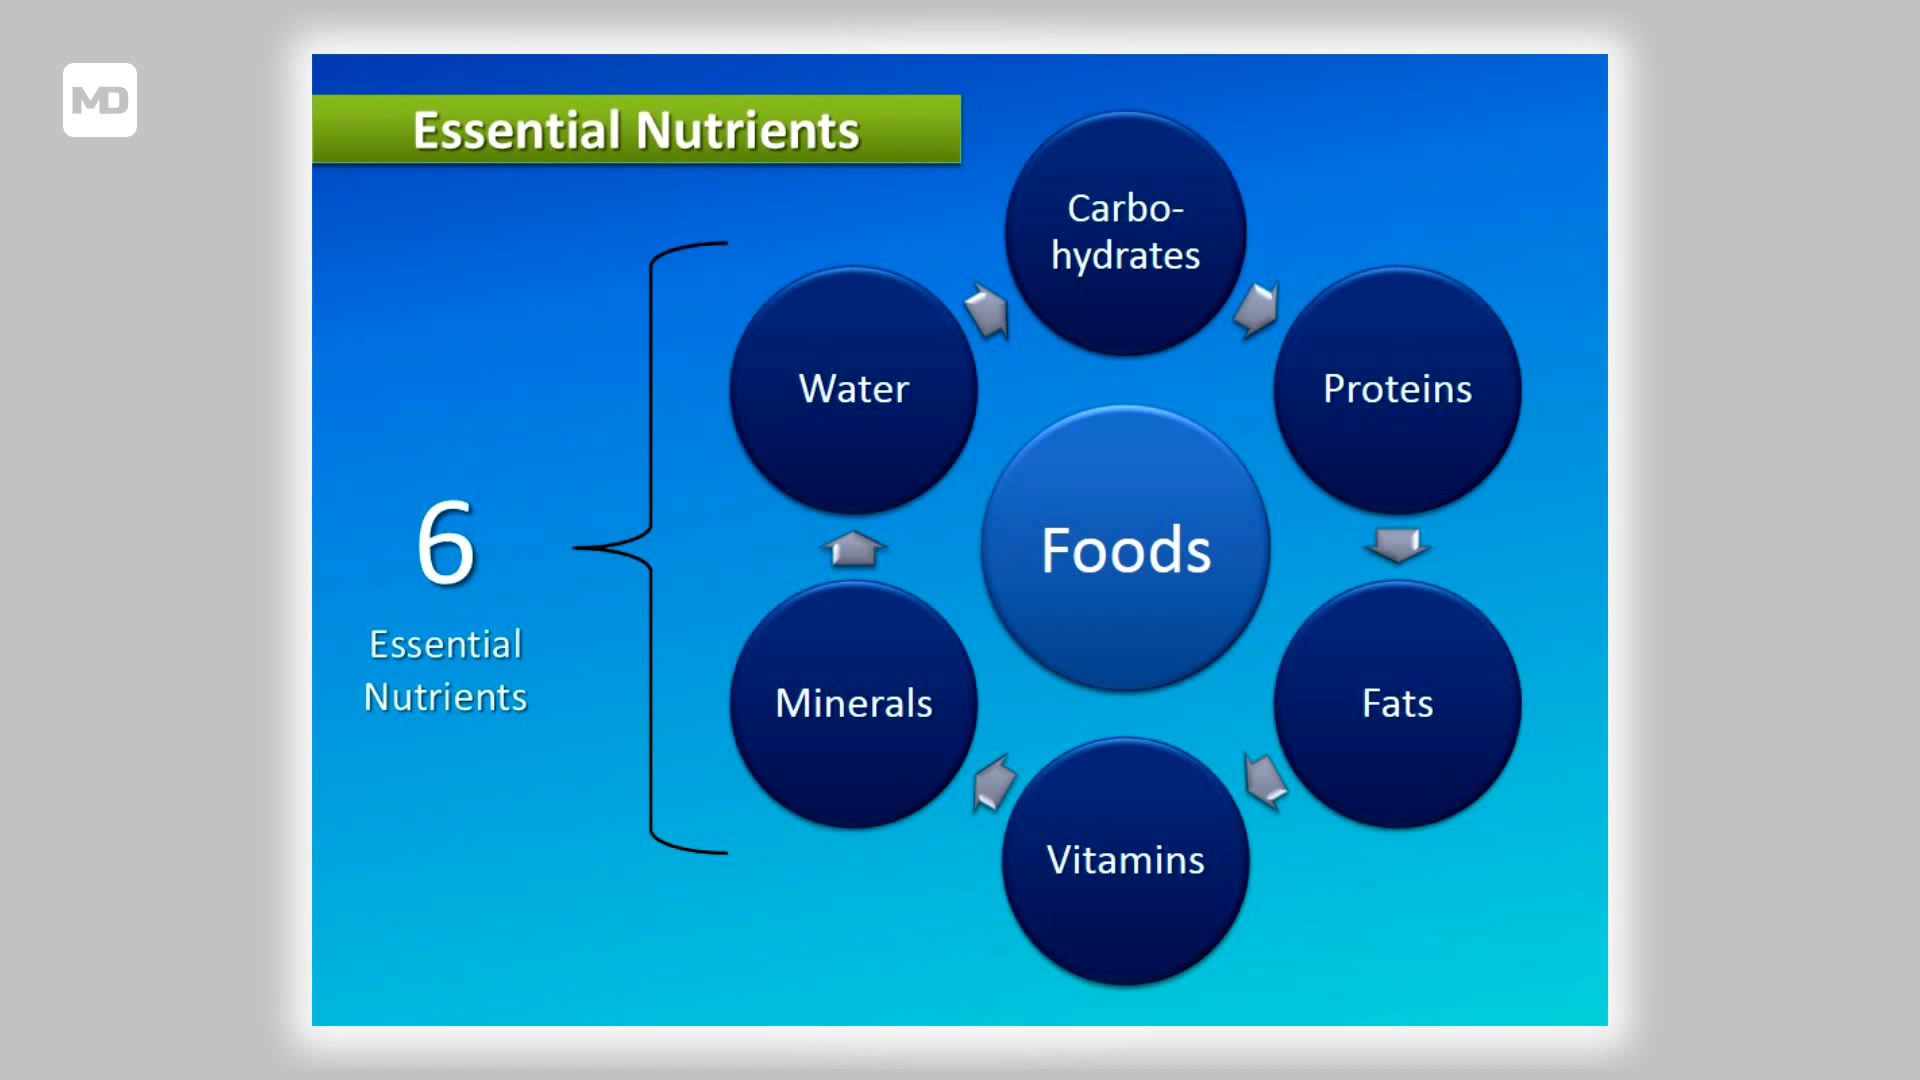 MD
Essential Nutrients
Carbo-
hydrates
Water
Proteins
6
Essential
Nutrients
Foods
Minerals
Fats
Vitamins